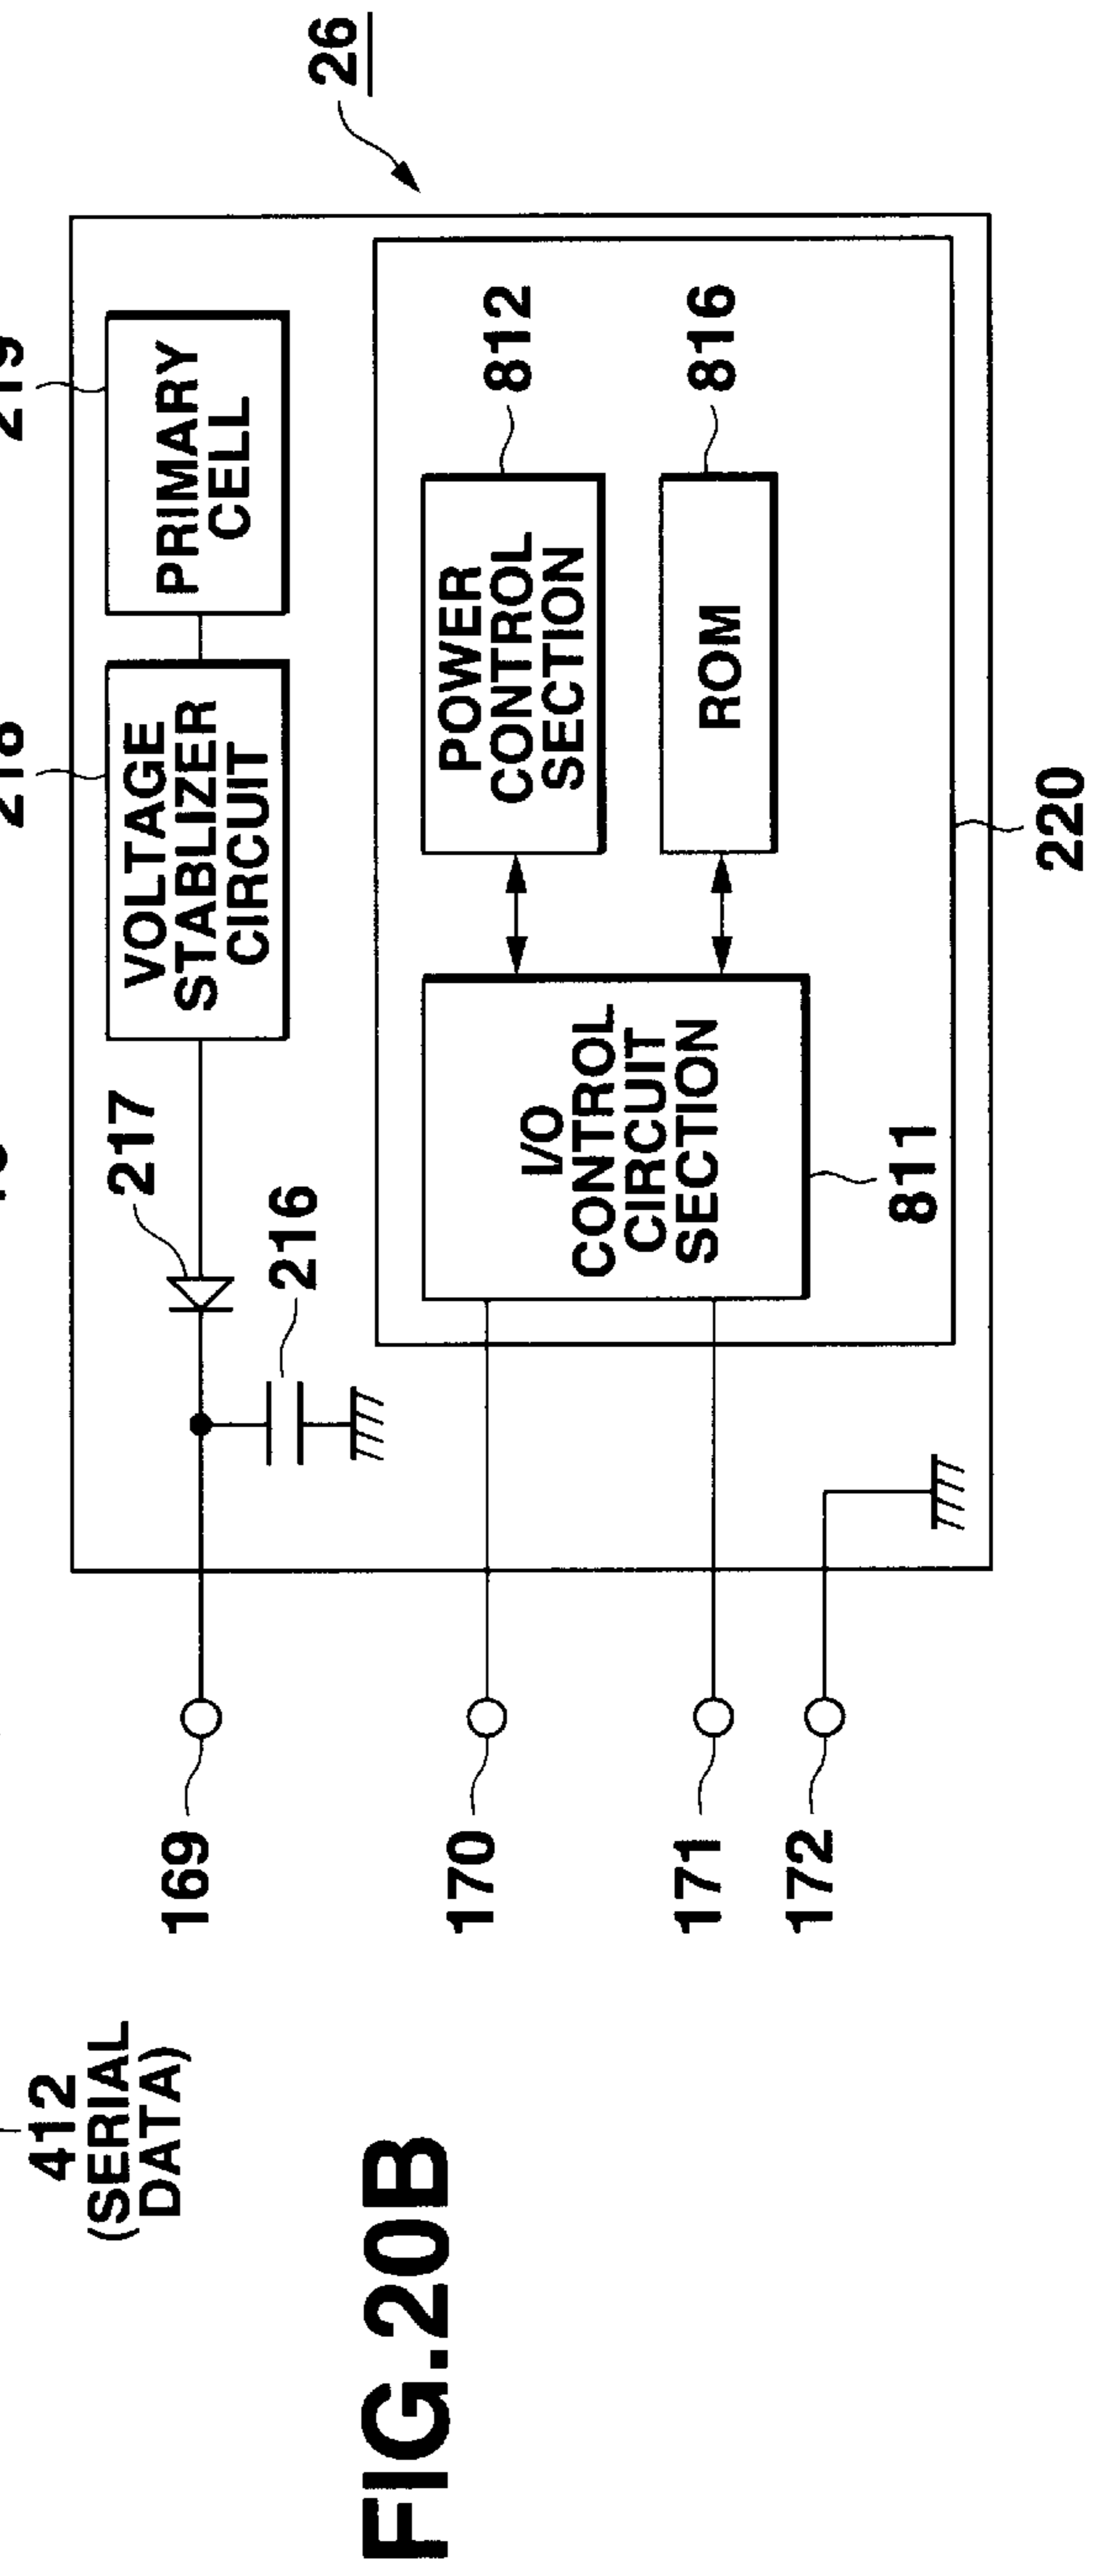 26
219
PRIMARY
CELL
VOLTAGE
STABLIZER
CIRCUIT
217
216
812
POWER
CONTROL
SECTION
816
ROM
I/O
CONTROL
CIRCUIT
SECTION
811
220
169
170
171
172
412
(SERIAL
DATA)
FIG.20B